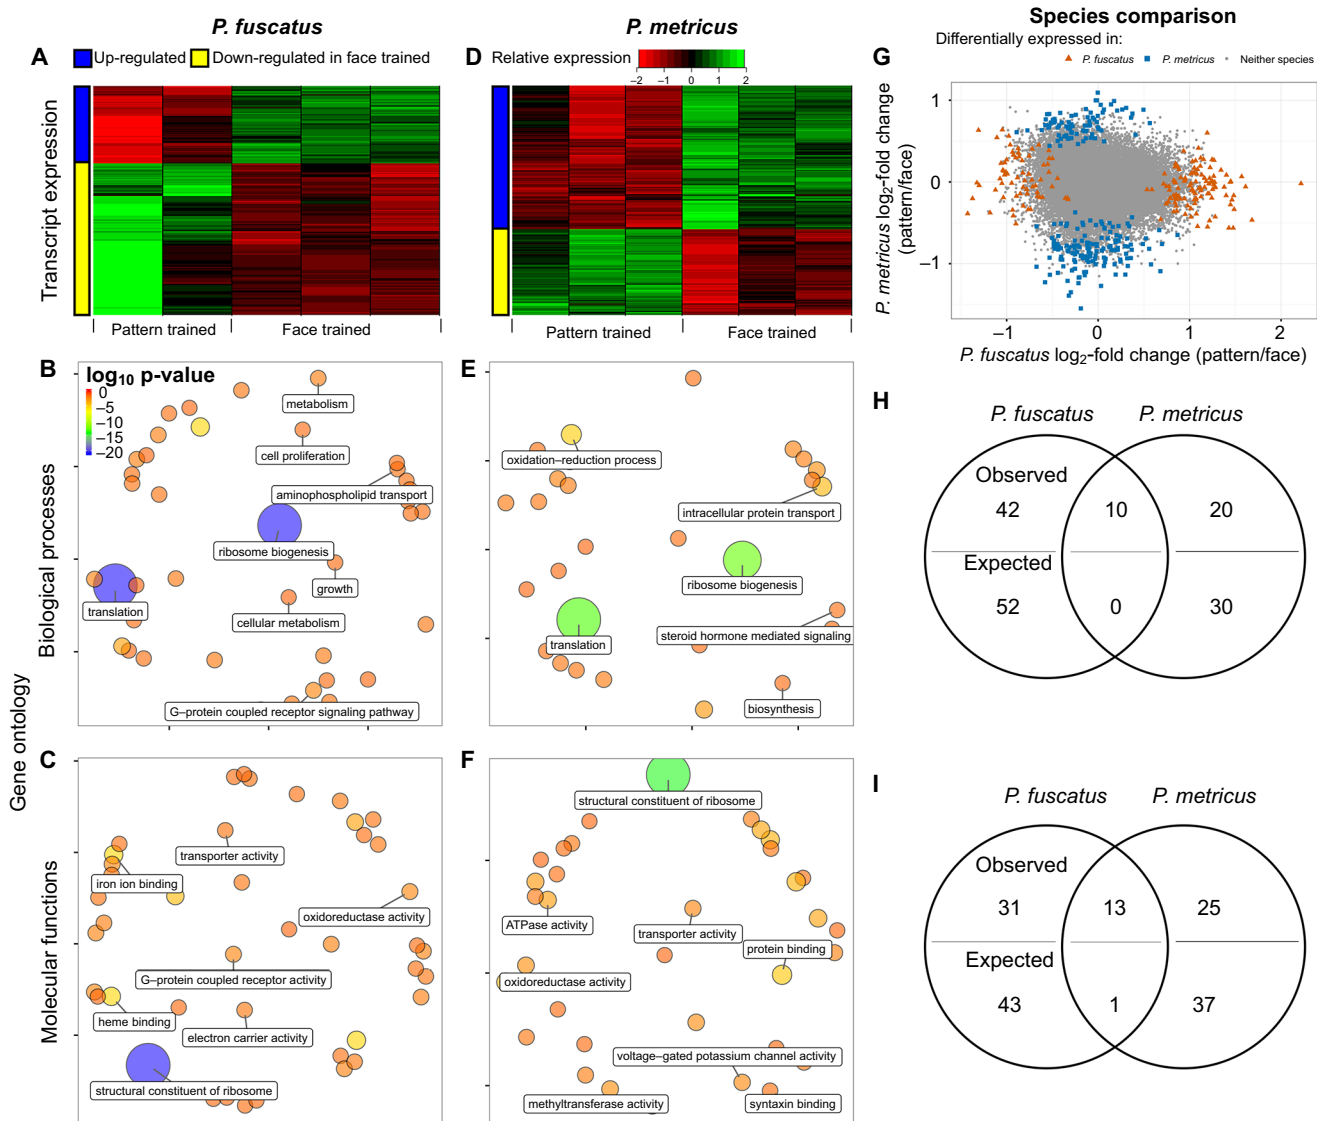 P. fuscatus
P. metricus
Species comparison
A
Up-regulated
Down-regulated in face trained
Transcript expression
Pattern trained
Face trained
D
Relative expression
−2 −1 0 1 2
Pattern trained
Face trained
G
Differentially expressed in:
P. fuscatus
P. metricus
Neither species
P. metricus log2-fold change
(pattern/face)
1
0
−1
−1 0 1 2
P. fuscatus log2-fold change (pattern/face)
Gene ontology
Biological processes
B
log10 p-value
0
−5
−10
−15
−20
metabolism
cell proliferation
aminophospholipid transport
ribosome biogenesis
growth
translation
cellular metabolism
G−protein coupled receptor signaling pathway
E
oxidation−reduction process
intracellular protein transport
ribosome biogenesis
steroid hormone mediated signaling
translation
biosynthesis
H
P. fuscatus
P. metricus
Observed
42 10 20
Expected
52 0 30
Molecular functions
C
transporter activity
iron ion binding
oxidoreductase activity
G−protein coupled receptor activity
heme binding
electron carrier activity
structural constituent of ribosome
F
structural constituent of ribosome
ATPase activity
transporter activity
protein binding
oxidoreductase activity
voltage−gated potassium channel activity
methyltransferase activity
syntaxin binding
I
P. fuscatus
P. metricus
Observed
31 13 25
Expected
43 1 37